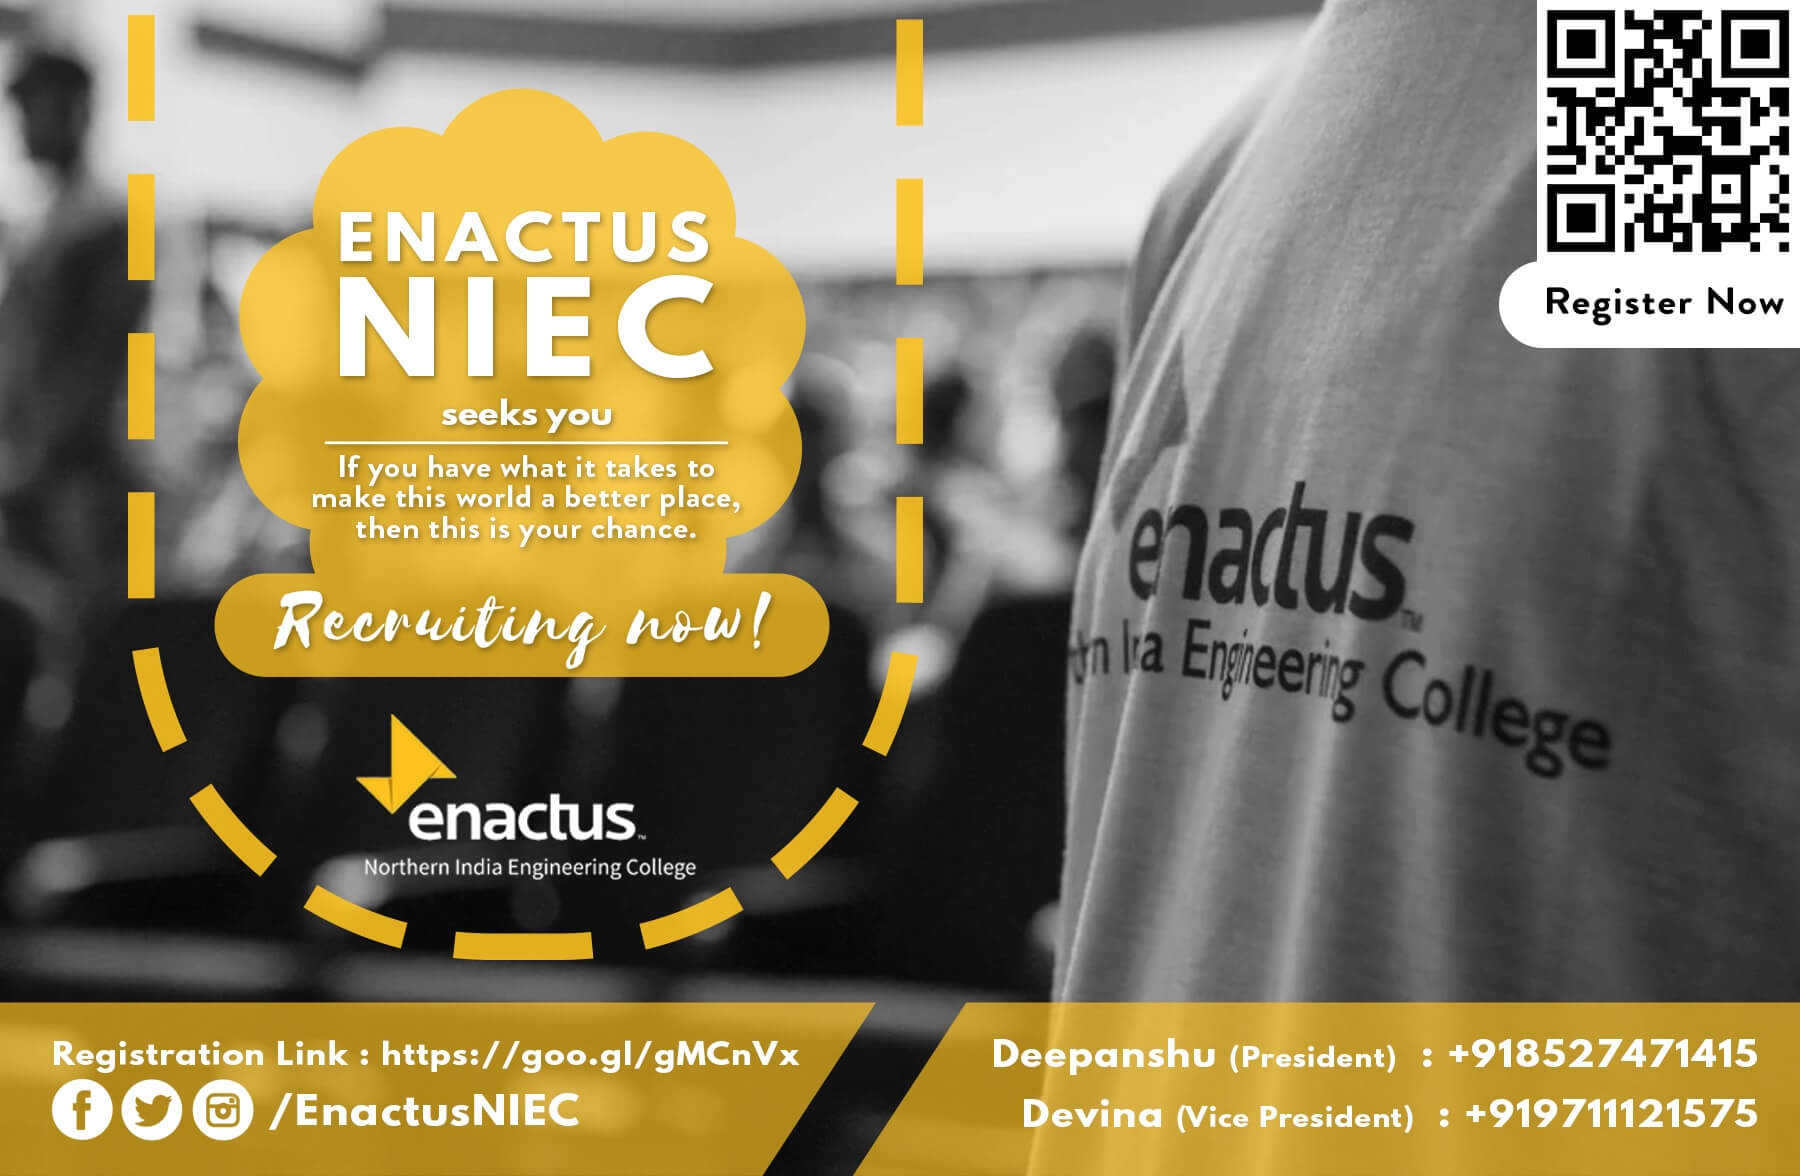 ENACTUS
NIEC
seeks you
If you have what it takes to
make this world a better place,
then this is your chance.
Recruiting now!
enactus™
Northern India Engineering College
Register Now
enactus™
Engineering College
Registration Link : https://goo.gl/gMCnVx
/EnactusNIEC
Deepanshu (President) : +918527471415
Devina (Vice President) : +919711121575